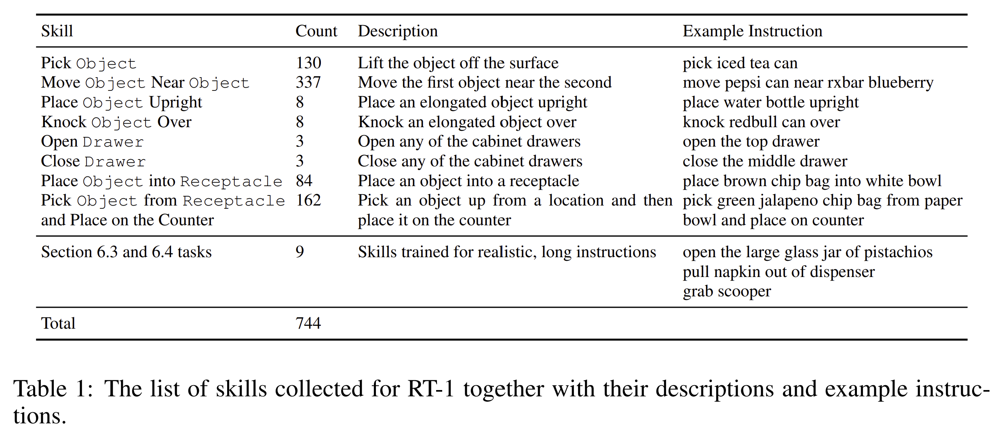 Skill Count Description Example Instruction
Pick Object 130 Lift the object off the surface pick iced tea can
Move Object Near Object 337 Move the first object near the second move pepsi can near rxbar blueberry
Place Object Upright 8 Place an elongated object upright place water bottle upright
Knock Object Over 8 Knock an elongated object over knock redbull can over
Open Drawer 3 Open any of the cabinet drawers open the top drawer
Close Drawer 3 Close any of the cabinet drawers close the middle drawer
Place Object into Receptacle 84 Place an object into a receptacle place brown chip bag into white bowl
Pick Object from Receptacle 162 Pick an object up from a location and then pick green jalapeno chip bag from paper
and Place on the Counter place it on the counter bowl and place on counter
Section 6.3 and 6.4 tasks 9 Skills trained for realistic, long instructions open the large glass jar of pistachios
pull napkin out of dispenser
grab scooper
Total 744
Table 1: The list of skills collected for RT-1 together with their descriptions and example instruc-
tions.